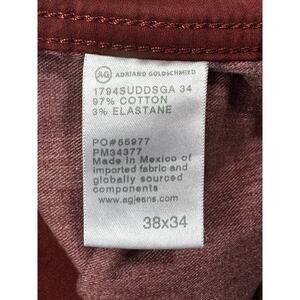 AG ADRIANO GOLDSCHMIED
1794SUDDSGA 34
97% COTTON
3% ELASTANE
PO#55977
PM34377
Made in Mexico of
imported fabric and
globally sourced
components
www.agjeans.com
38x34